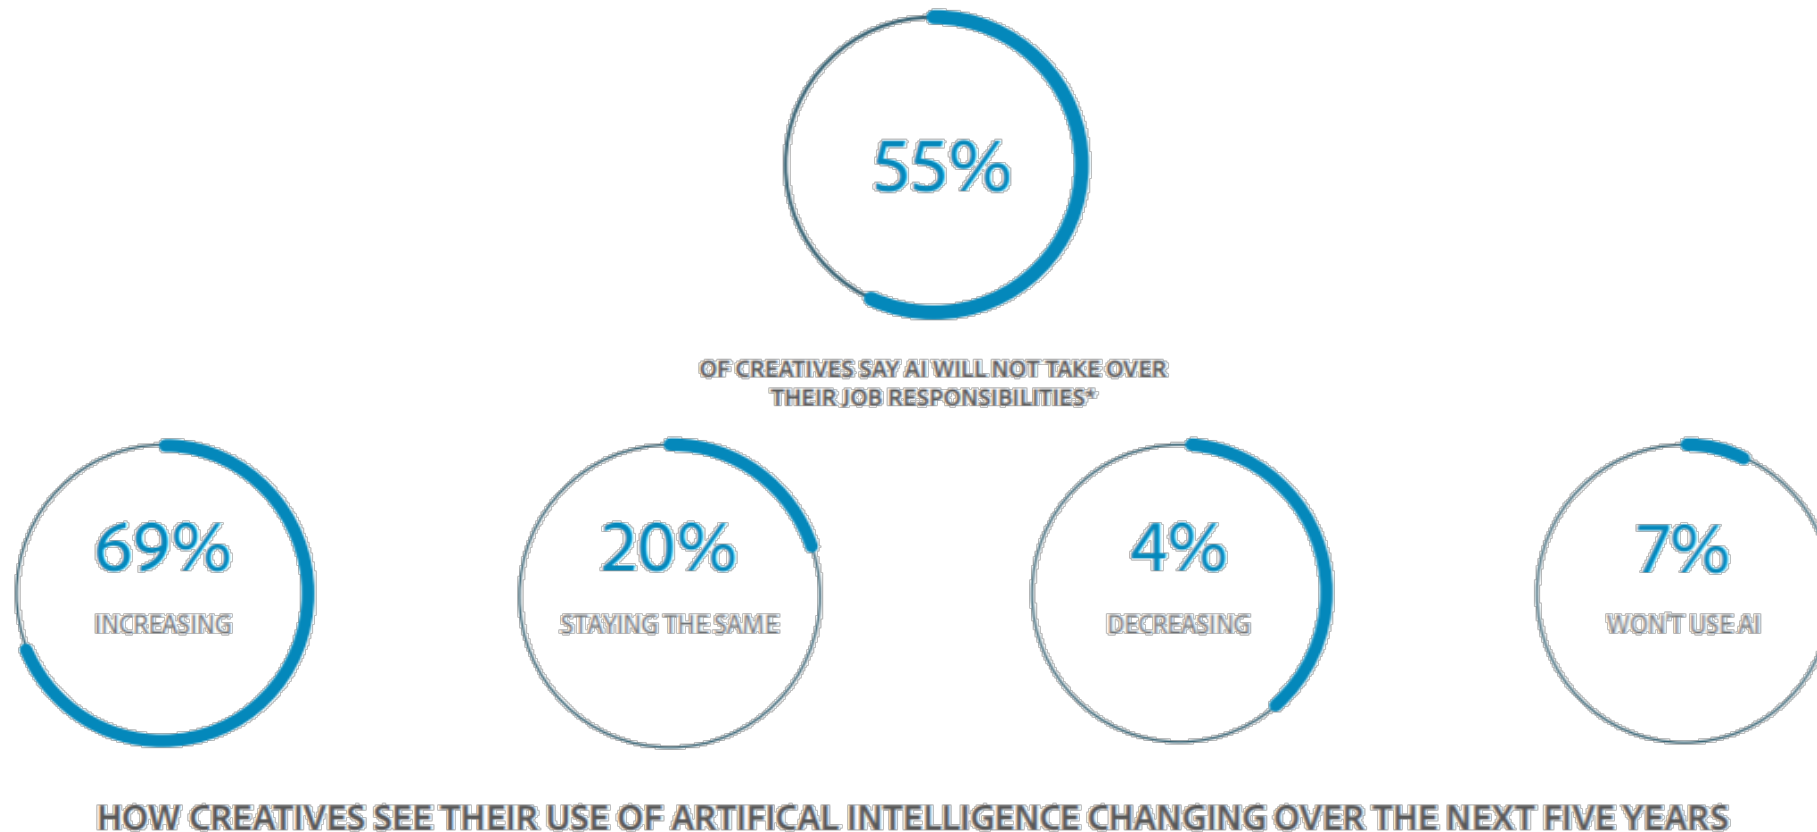 55%
OF CREATIVES SAY AI WILL NOT TAKE OVER
THEIR JOB RESPONSIBILITIES*
69%
INCREASING
20%
STAYING THE SAME
4%
DECREASING
7%
WON'T USE AI
HOW CREATIVES SEE THEIR USE OF ARTIFICAL INTELLIGENCE CHANGING OVER THE NEXT FIVE YEARS